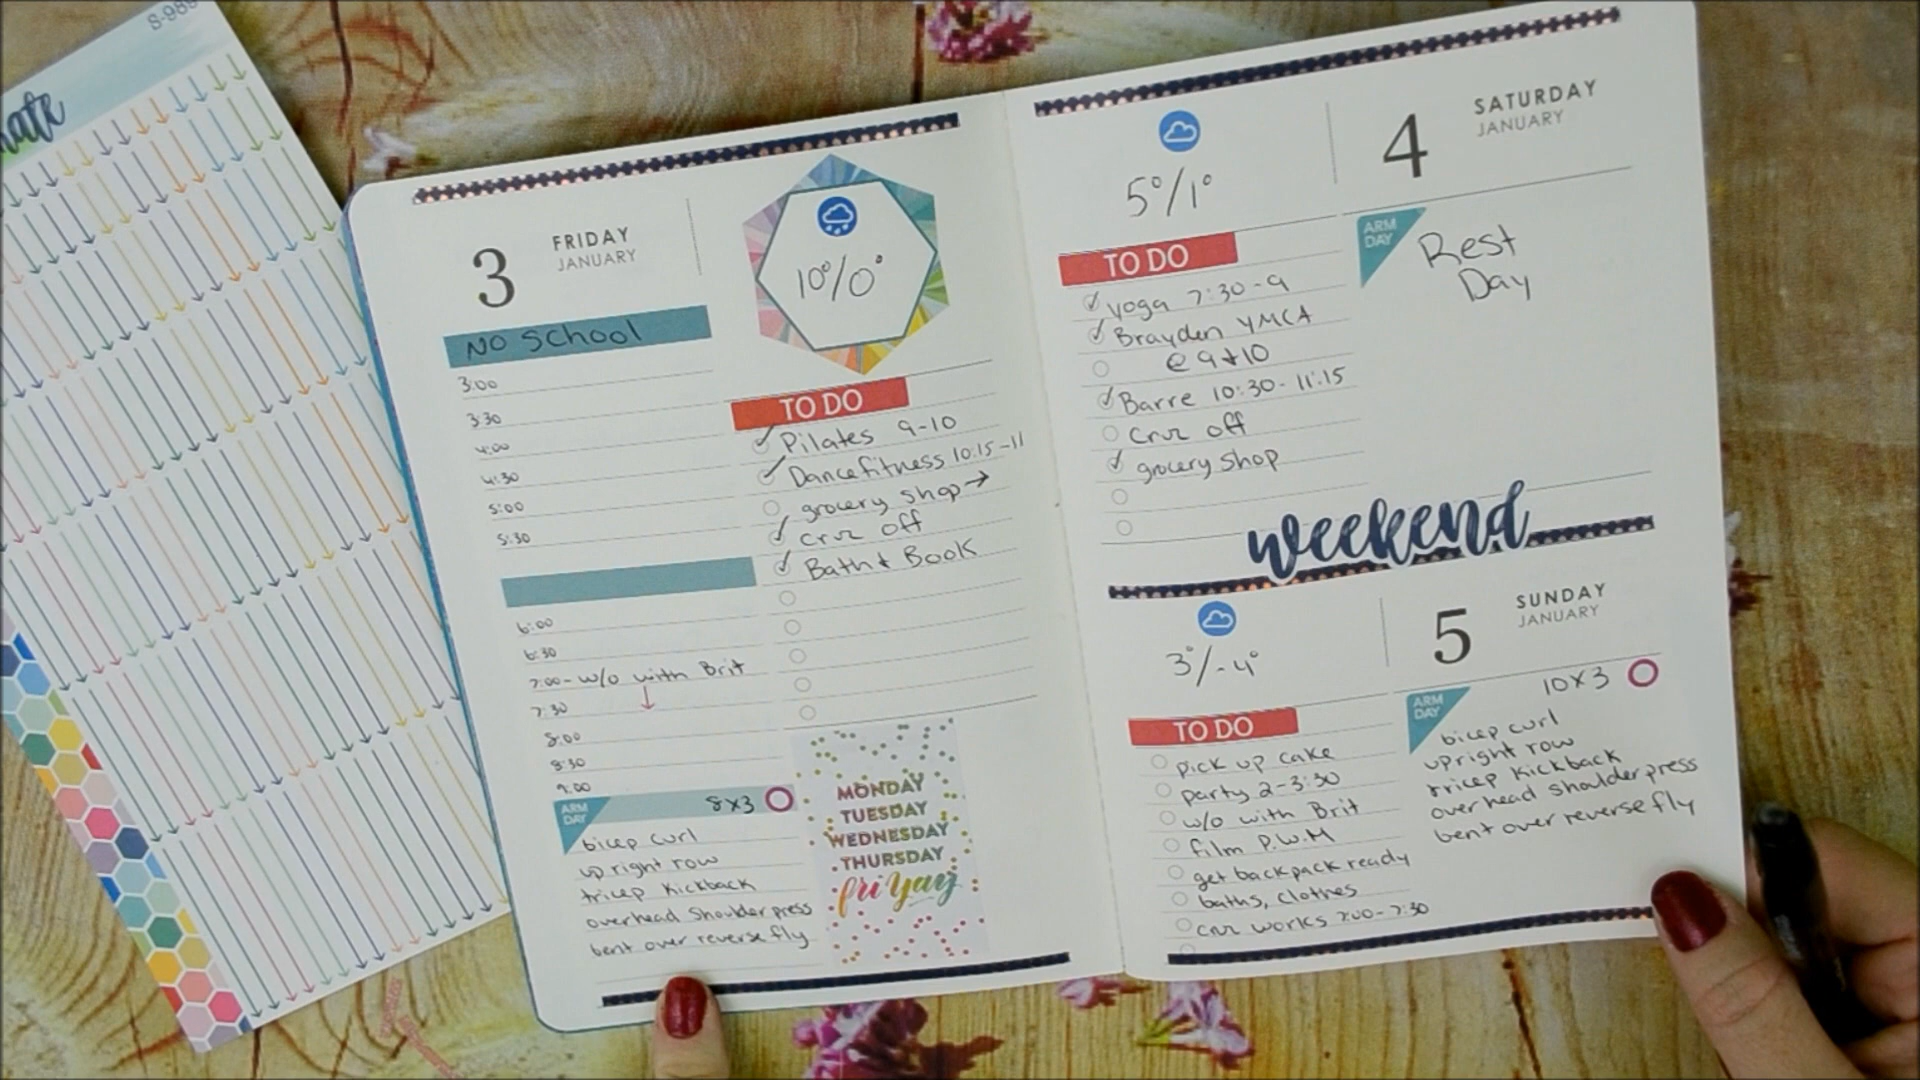 S-98
nate
3
FRIDAY
JANUARY
10°/0°
NO SCHOOL
3:00
3:30
4:00
4:30
5:00
5:30
6:00
6:30
7:00- w/o with Brit
7:30
8:00
8:30
9:00
ARM
DAY
8x3
bicep curl
upright row
tricep kickback
overhead shoulder press
bent over reverse fly
TO DO
Pilates 9-10
Dancefitness 10:15-11
grocery shop→
cruz off
Bath & Book
MONDAY
TUESDAY
WEDNESDAY
THURSDAY
friYay
5°/1°
4
SATURDAY
JANUARY
TO DO
yoga 7:30-9
Brayden YMCA
@ 9+10
Barre 10:30-11:15
Cruz off
grocery shop
ARM
DAY
Rest
Day
weekend
3°/-4°
5
SUNDAY
JANUARY
TO DO
pick up cake
party 2-3:30
w/o with Brit
film P.W.M
get backpack ready
baths, clothes
cruz works 7:00-7:30
ARM
DAY
10x3
bicep curl
upright row
tricep kickback
overhead shoulder press
bent over reverse fly